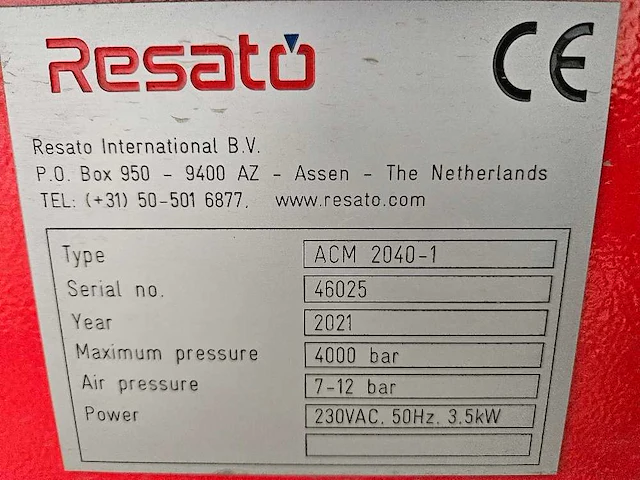 Resato CE
Resato International B.V.
P.O. Box 950 - 9400 AZ - Assen - The Netherlands
TEL: (+31) 50-501 6877, www.resato.com
Type ACM 2040-1
Serial no. 46025
Year 2021
Maximum pressure 4000 bar
Air pressure 7-12 bar
Power 230VAC, 50Hz, 3.5kW